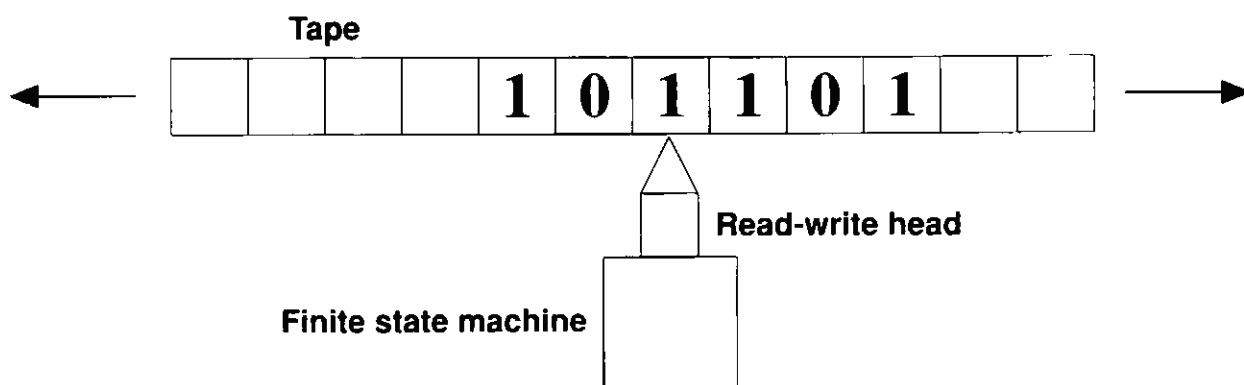 Tape
1 0 1 1 0 1
Read-write head
Finite state machine